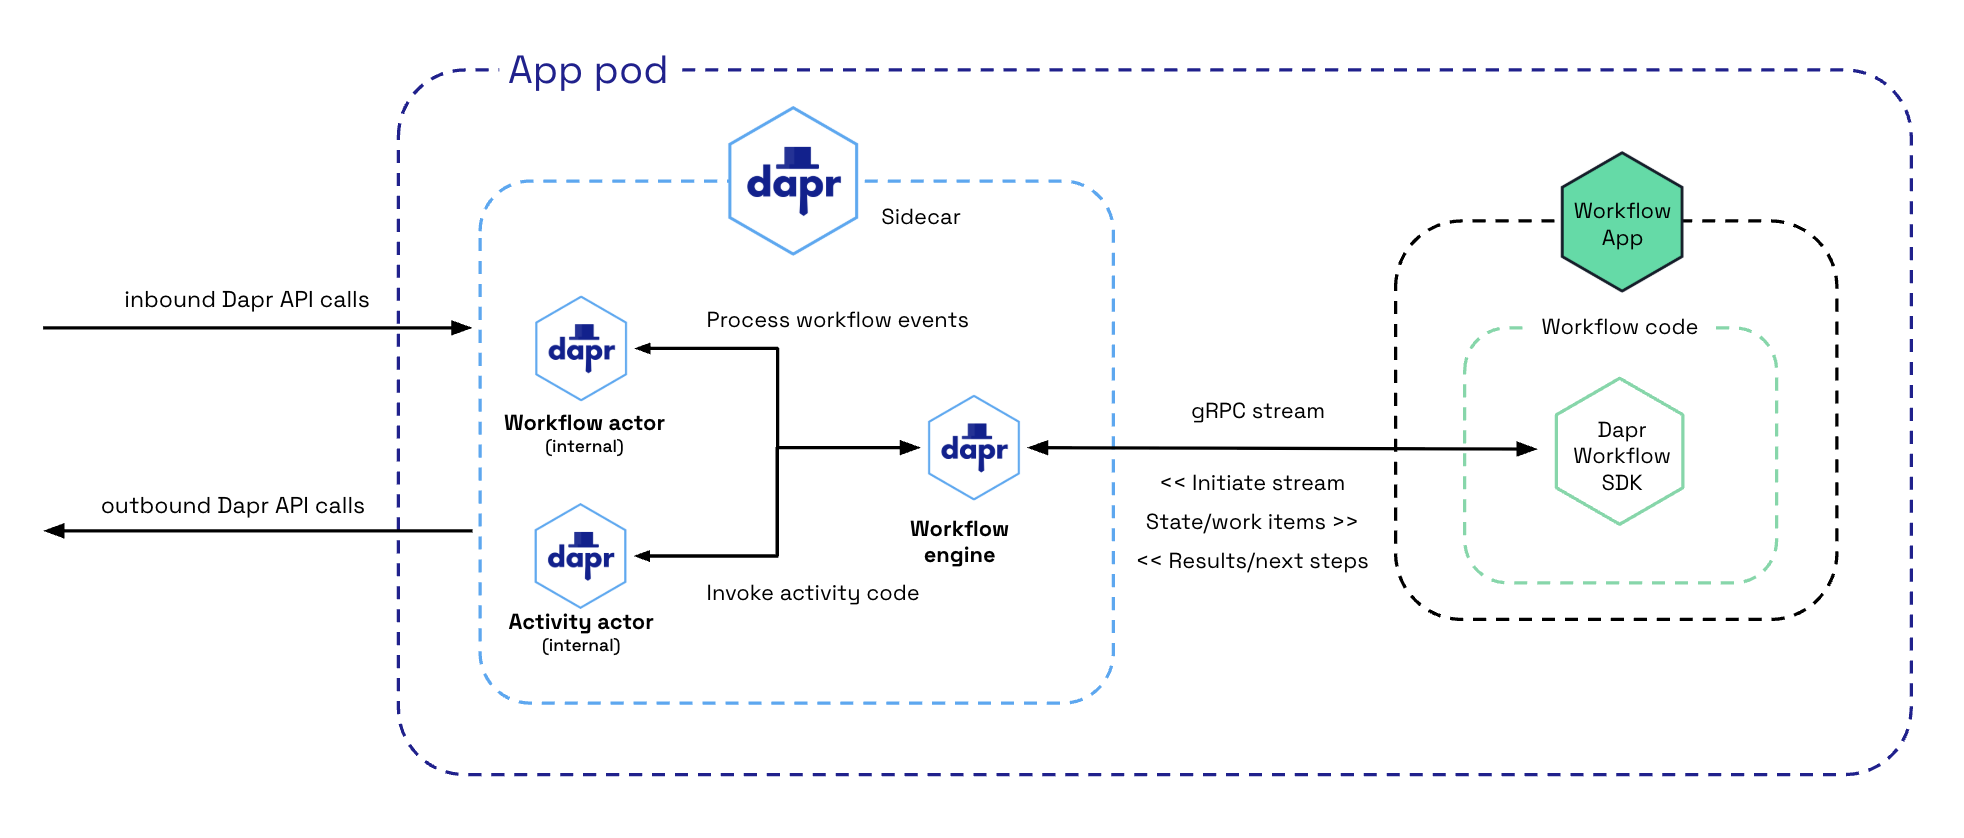 App pod
dapr
Sidecar
inbound Dapr API calls
dapr
Process workflow events
Workflow actor
(internal)
outbound Dapr API calls
dapr
Invoke activity code
Activity actor
(internal)
dapr
Workflow
engine
gRPC stream
<< Initiate stream
State/work items >>
<< Results/next steps
Workflow
App
Workflow code
Dapr
Workflow
SDK